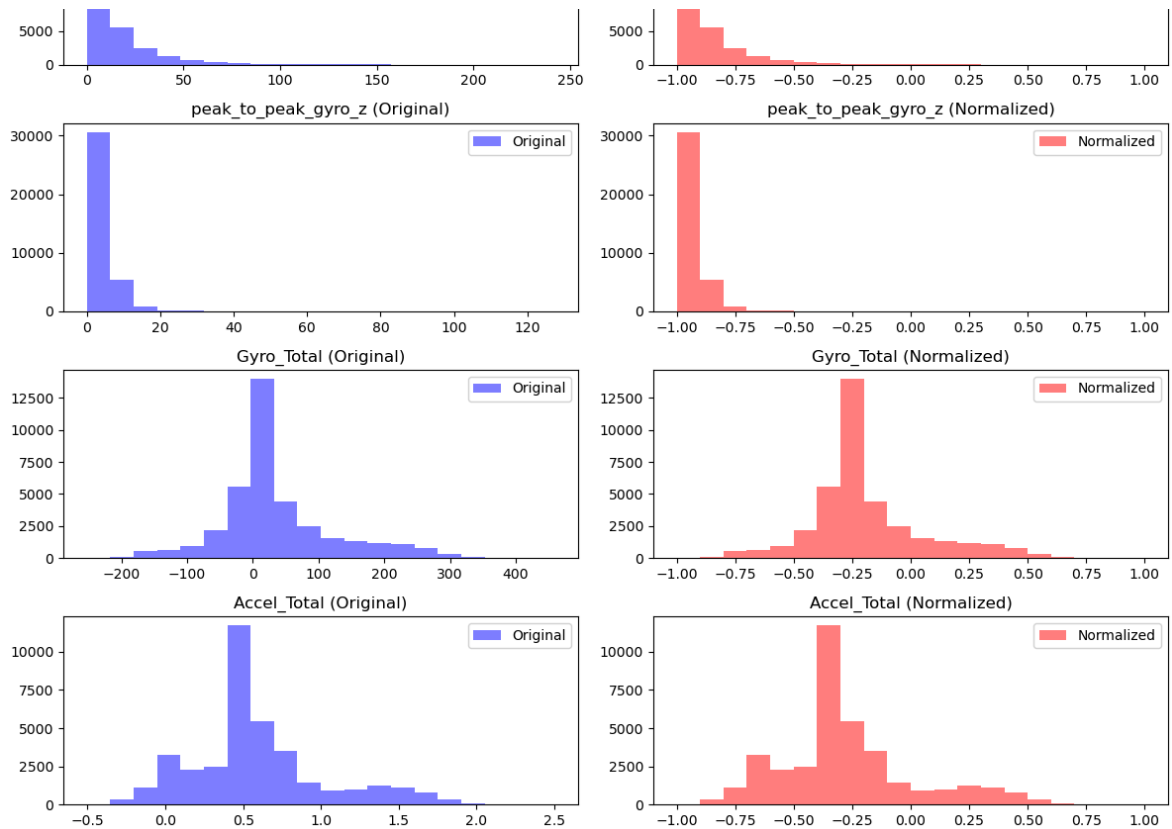 5000
0
0 50 100 150 200 250
5000
0
−1.00 −0.75 −0.50 −0.25 0.00 0.25 0.50 0.75 1.00
peak_to_peak_gyro_z (Original)
30000
20000
10000
0
Original
0 20 40 60 80 100 120
peak_to_peak_gyro_z (Normalized)
30000
20000
10000
0
Normalized
−1.00 −0.75 −0.50 −0.25 0.00 0.25 0.50 0.75 1.00
Gyro_Total (Original)
12500
10000
7500
5000
2500
0
Original
−200 −100 0 100 200 300 400
Gyro_Total (Normalized)
12500
10000
7500
5000
2500
0
Normalized
−1.00 −0.75 −0.50 −0.25 0.00 0.25 0.50 0.75 1.00
Accel_Total (Original)
10000
7500
5000
2500
0
Original
−0.5 0.0 0.5 1.0 1.5 2.0 2.5
Accel_Total (Normalized)
10000
7500
5000
2500
0
Normalized
−1.00 −0.75 −0.50 −0.25 0.00 0.25 0.50 0.75 1.00